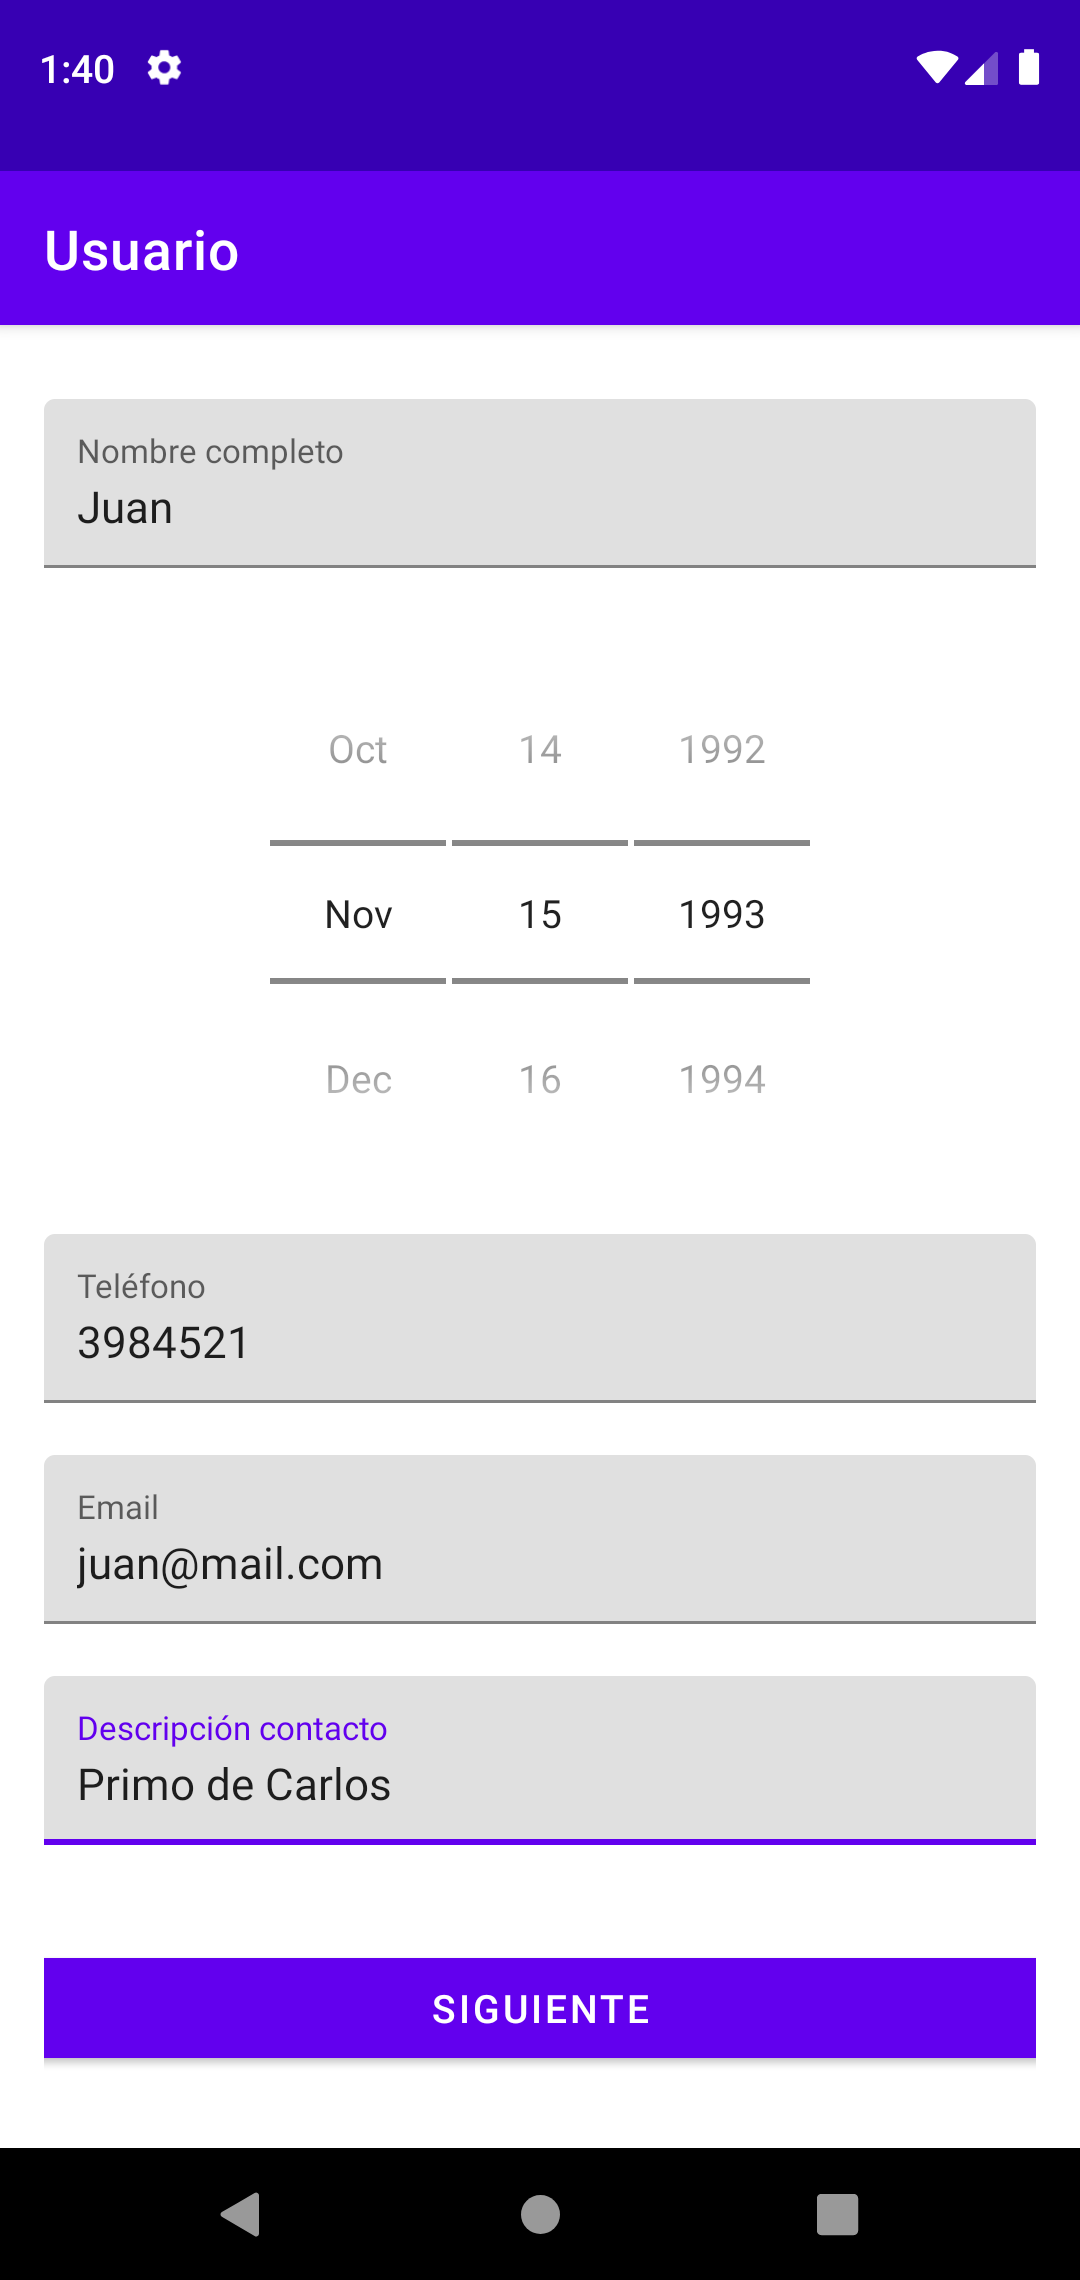 1:40
Usuario
Nombre completo
Juan
Oct 14 1992
Nov 15 1993
Dec 16 1994
Teléfono
3984521
Email
juan@mail.com
Descripción contacto
Primo de Carlos
SIGUIENTE